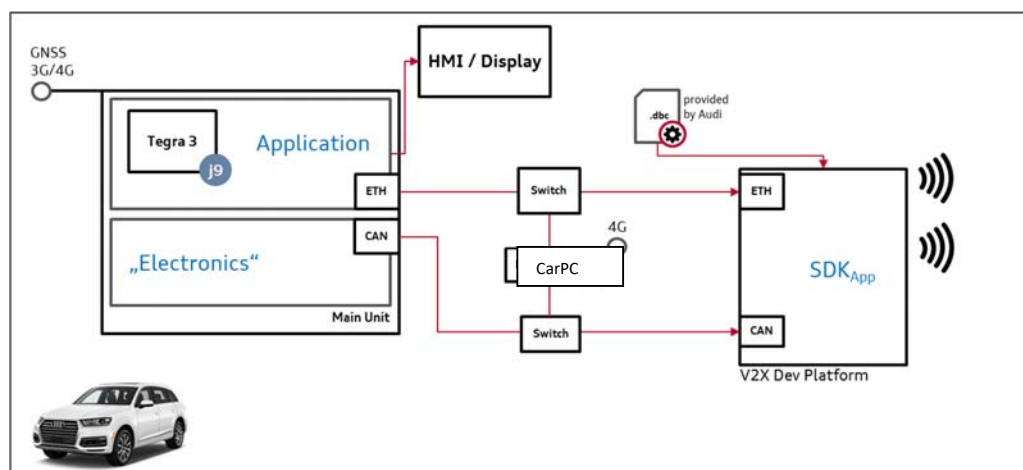 GNSS
3G/4G
HMI / Display
Tegra 3
j9
Application
ETH
CAN
„Electronics“
Main Unit
Switch
4G
CarPC
Switch
.dbc
provided
by Audi
ETH
SDKApp
CAN
V2X Dev Platform